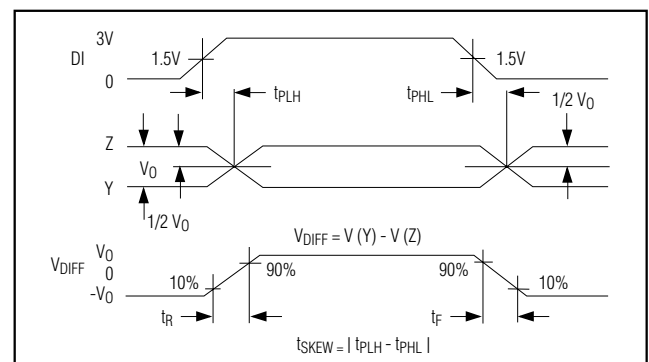 3V
DI
1.5V
1.5V
0
tPLH
tPHL
1/2 VO
Z
VO
Y
1/2 VO
VDIFF = V (Y) - V (Z)
VO
VDIFF
0
-VO
10%
90%
90%
10%
tR
tF
tSKEW = | tPLH - tPHL |